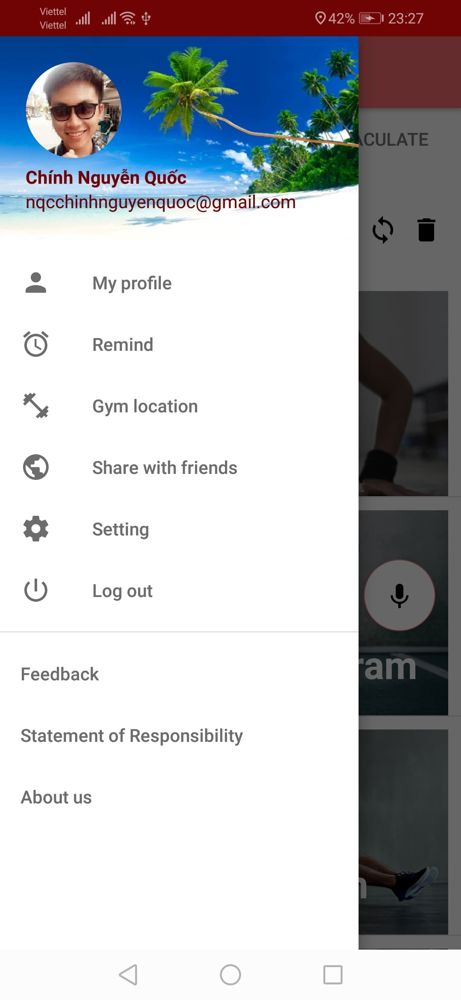 Viettel
Viettel
42%
23:27
Chính Nguyễn Quốc
nqcchinhnguyenquoc@gmail.com
My profile
Remind
Gym location
Share with friends
Setting
Log out
Feedback
Statement of Responsibility
About us
ACULATE
ram